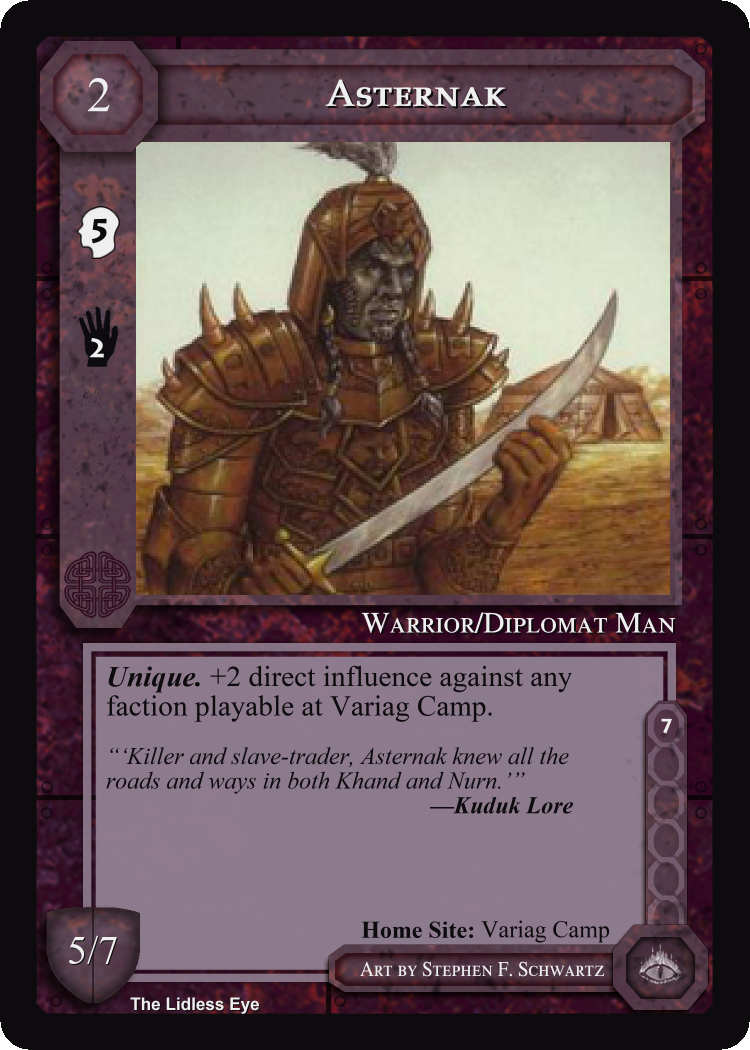 2
ASTERNAK
5
2
WARRIOR/DIPLOMAT MAN
Unique. +2 direct influence against any
faction playable at Variag Camp.
7
“‘Killer and slave-trader, Asternak knew all the
roads and ways in both Khand and Nurn.’”
—Kuduk Lore
Home Site: Variag Camp
5/7
ART BY STEPHEN F. SCHWARTZ
The Lidless Eye